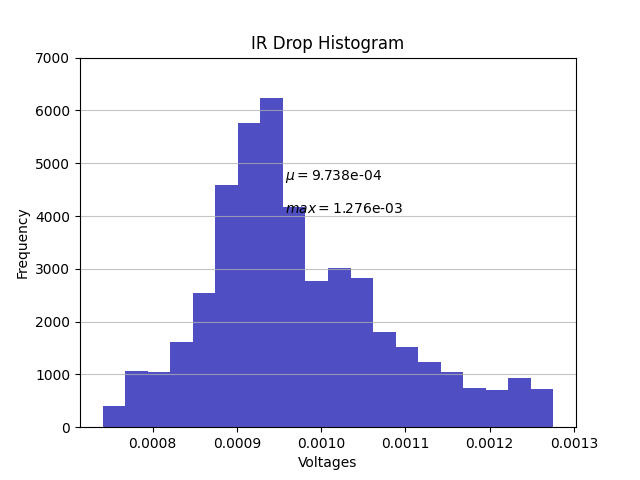 IR Drop Histogram
7000
6000
5000
4000
3000
2000
1000
0
Frequency
μ = 9.738e-04
max = 1.276e-03
0.0008 0.0009 0.0010 0.0011 0.0012 0.0013
Voltages